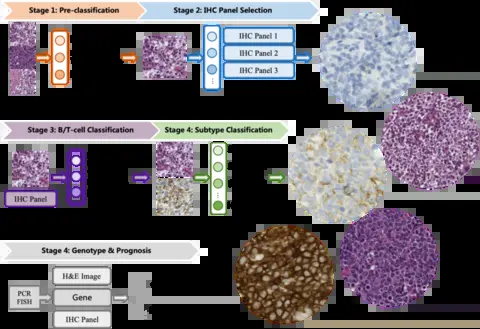 Stage 1: Pre-classification
Stage 2: IHC Panel Selection
IHC Panel 1
IHC Panel 2
IHC Panel 3
Stage 3: B/T-cell Classification
Stage 4: Subtype Classification
IHC Panel
Stage 4: Genotype & Prognosis
H&E Image
PCR
FISH
Gene
IHC Panel